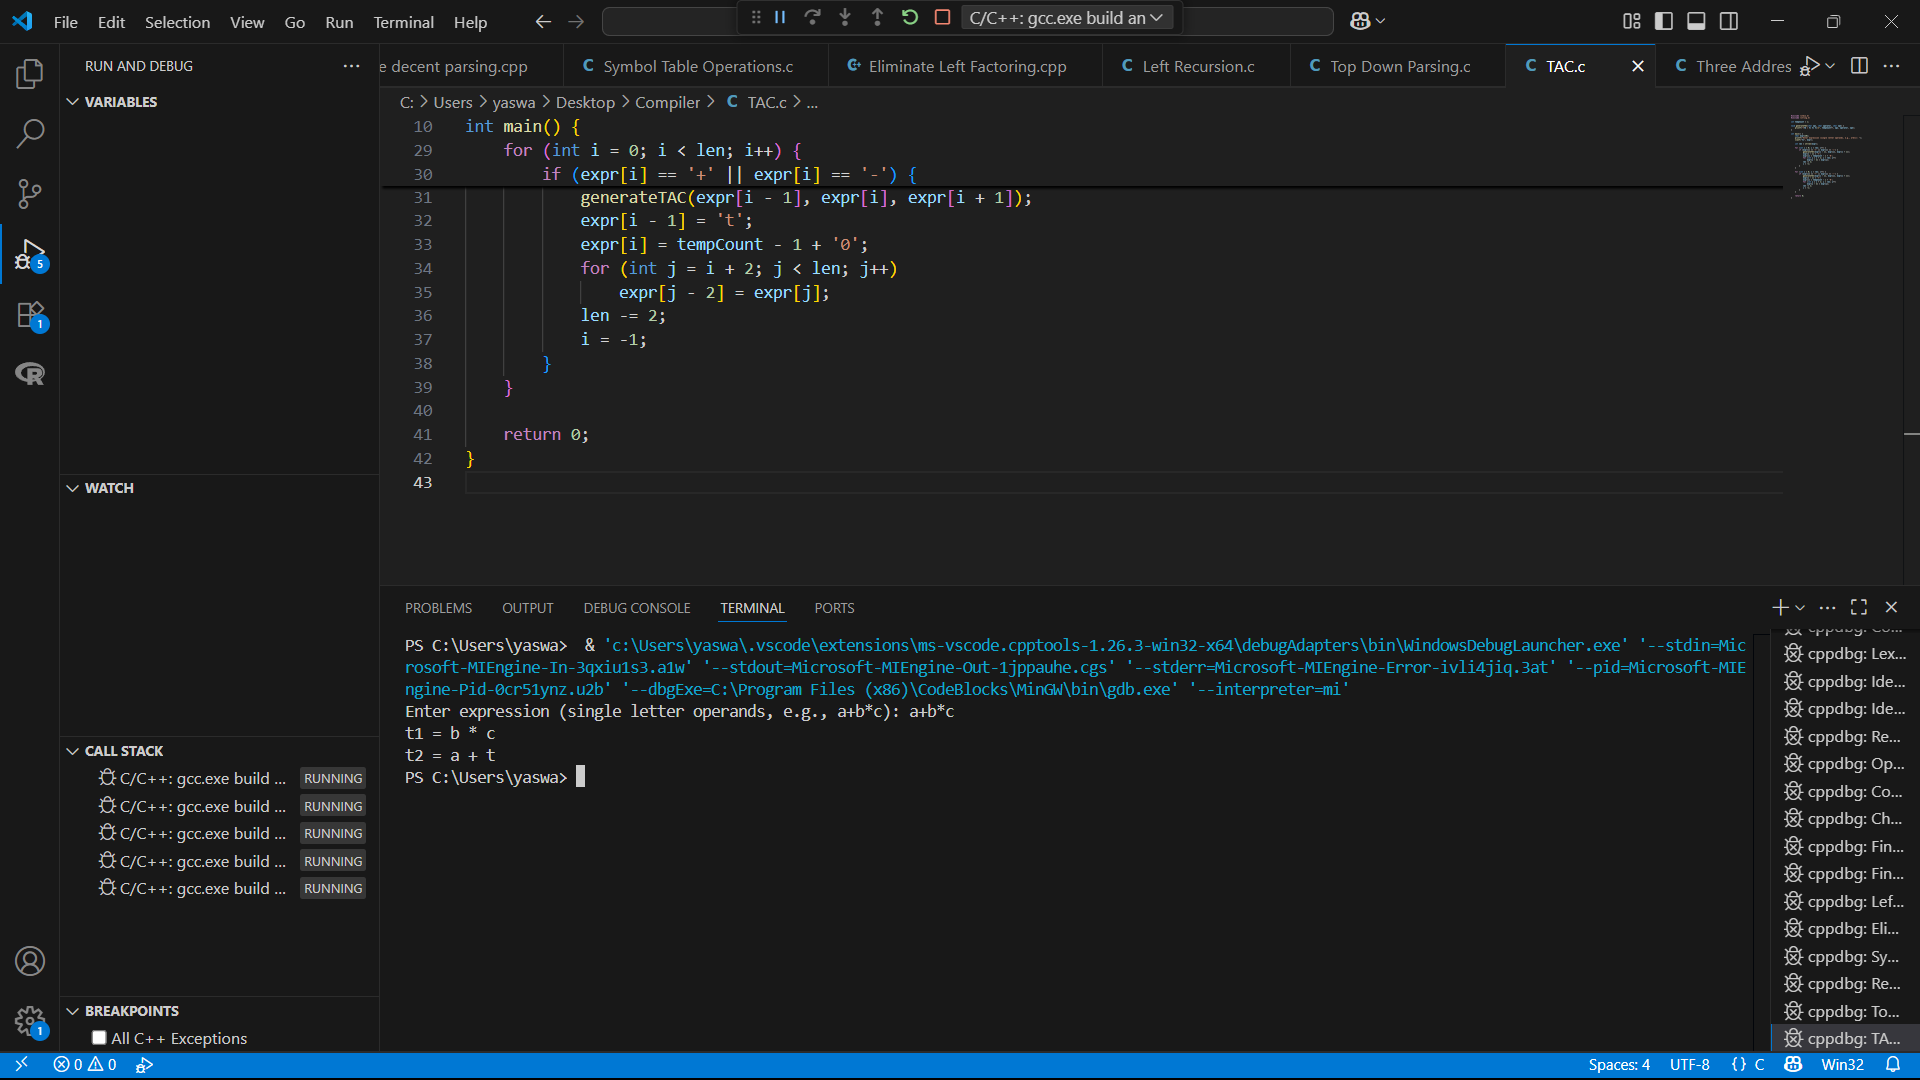 File Edit Selection View Go Run Terminal Help
C/C++: gcc.exe build an
RUN AND DEBUG
e decent parsing.cpp
Symbol Table Operations.c
Eliminate Left Factoring.cpp
Left Recursion.c
Top Down Parsing.c
TAC.c
Three Addres
C: > Users > yaswa > Desktop > Compiler > C TAC.c > ...
VARIABLES
10 int main() {
29 for (int i = 0; i < len; i++) {
30 if (expr[i] == '+' || expr[i] == '-') {
31 generateTAC(expr[i - 1], expr[i], expr[i + 1]);
32 expr[i - 1] = 't';
33 expr[i] = tempCount - 1 + '0';
34 for (int j = i + 2; j < len; j++)
35 expr[j - 2] = expr[j];
36 len -= 2;
37 i = -1;
38 }
39 }
40
41 return 0;
42 }
43
WATCH
CALL STACK
C/C++: gcc.exe build ... RUNNING
C/C++: gcc.exe build ... RUNNING
C/C++: gcc.exe build ... RUNNING
C/C++: gcc.exe build ... RUNNING
C/C++: gcc.exe build ... RUNNING
BREAKPOINTS
All C++ Exceptions
5
1
1
PROBLEMS OUTPUT DEBUG CONSOLE TERMINAL PORTS
PS C:\Users\yaswa> & 'c:\Users\yaswa\.vscode\extensions\ms-vscode.cpptools-1.26.3-win32-x64\debugAdapters\bin\WindowsDebugLauncher.exe' '--stdin=Mic
rosoft-MIEngine-In-3qxiu1s3.a1w' '--stdout=Microsoft-MIEngine-Out-1jppauhe.cgs' '--stderr=Microsoft-MIEngine-Error-ivli4jiq.3at' '--pid=Microsoft-MIE
ngine-Pid-0cr51ynz.u2b' '--dbgExe=C:\Program Files (x86)\CodeBlocks\MinGW\bin\gdb.exe' '--interpreter=mi'
Enter expression (single letter operands, e.g., a+b*c): a+b*c
t1 = b * c
t2 = a + t
PS C:\Users\yaswa>
cppdbg: Lex...
cppdbg: Ide...
cppdbg: Ide...
cppdbg: Re...
cppdbg: Op...
cppdbg: Co...
cppdbg: Ch...
cppdbg: Fin...
cppdbg: Fin...
cppdbg: Lef...
cppdbg: Eli...
cppdbg: Sy...
cppdbg: Re...
cppdbg: To...
cppdbg: TA...
0 0
Spaces: 4 UTF-8 {} C Win32